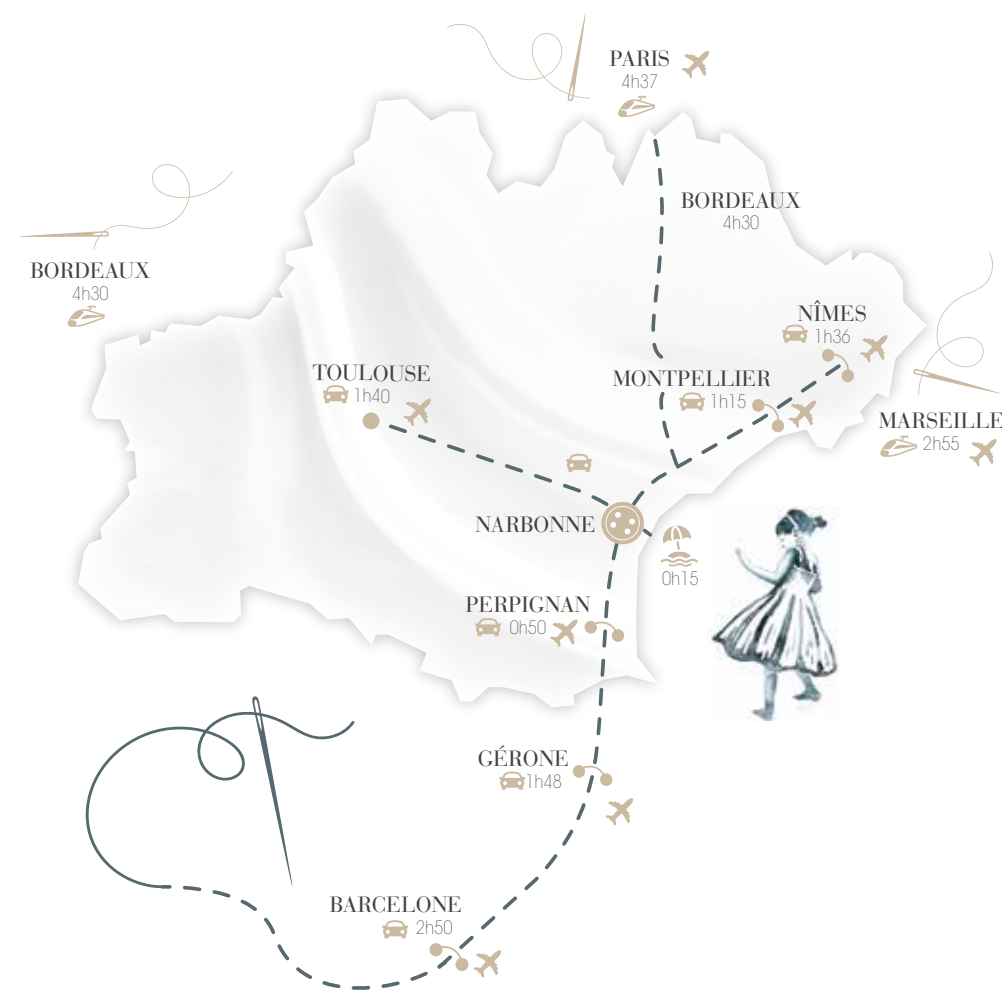 PARIS
4h37
BORDEAUX
4h30
BORDEAUX
4h30
NÎMES
1h36
TOULOUSE
1h40
MONTPELLIER
1h15
MARSEILLE
2h55
NARBONNE
0h15
PERPIGNAN
0h50
GÉRONE
1h48
BARCELONE
2h50